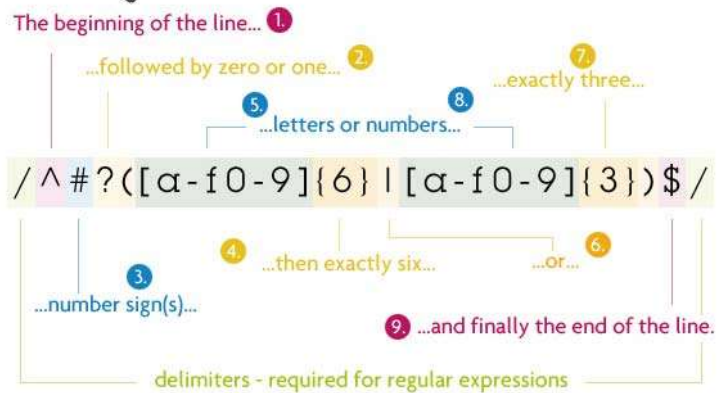 The beginning of the line... 1.
...followed by zero or one... 2.
7.
...exactly three...
5. 8.
...letters or numbers...
/^#?([a-f0-9]{6}|[a-f0-9]{3})$/
4. ...then exactly six...
...or... 6.
3.
...number sign(s)...
9. ...and finally the end of the line.
delimiters - required for regular expressions